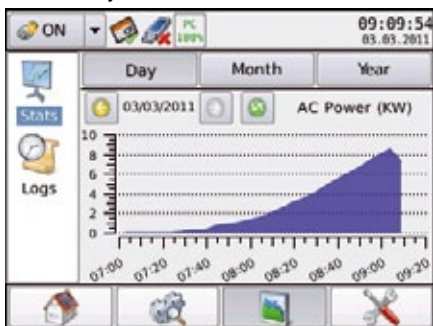 ON
PC
100%
09:09:54
03.03.2011
Day Month Year
Stats
03/03/2011
AC Power (KW)
Logs
10
8
6
4
2
0
07:00 07:20 07:40 08:00 08:20 08:40 09:00 09:20